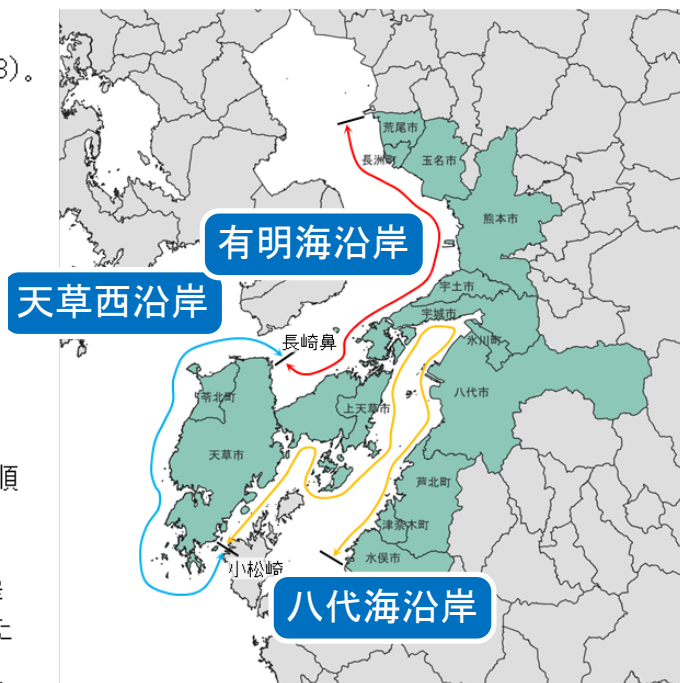 3)。
荒尾市
長洲町
玉名市
熊本市
有明海沿岸
宇土市
天草西沿岸
宇城市
長崎鼻
氷川町
八代市
苓北町
上天草市
天草市
順
芦北町
津奈木町
水俣市
小松崎
八代海沿岸
た